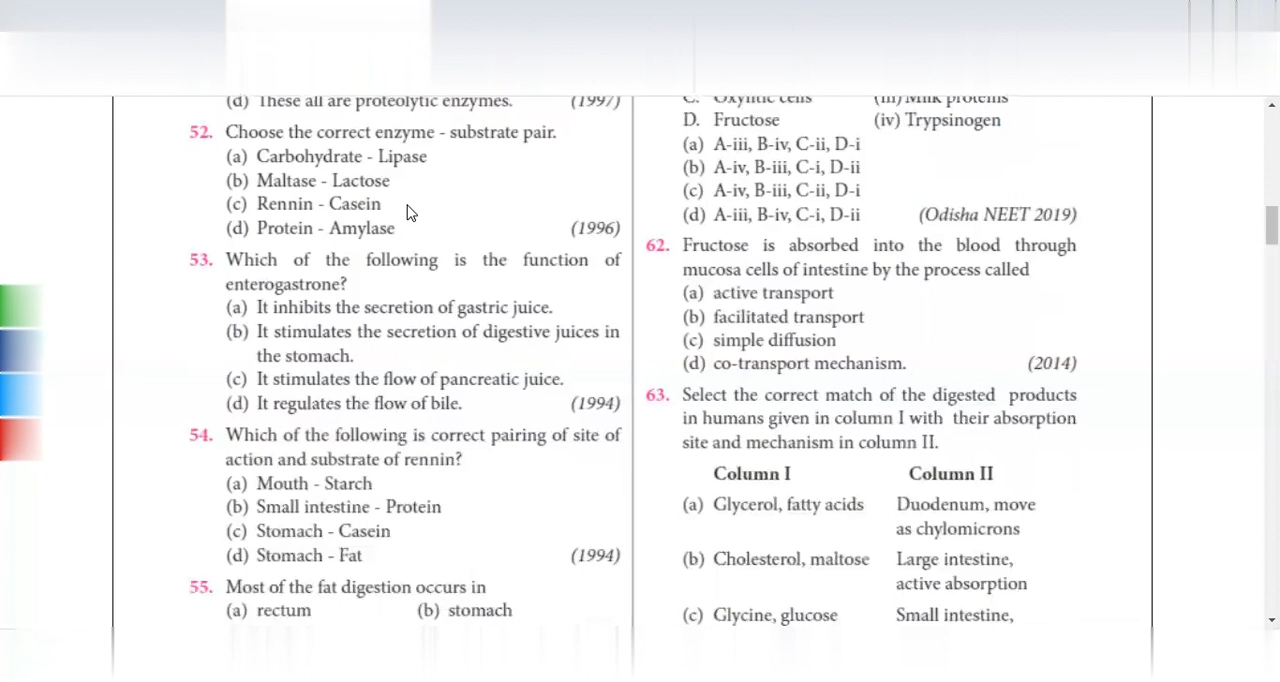 (d) These all are proteolytic enzymes. (1997)
52. Choose the correct enzyme - substrate pair.
(a) Carbohydrate - Lipase
(b) Maltase - Lactose
(c) Rennin - Casein
(d) Protein - Amylase (1996)
53. Which of the following is the function of
enterogastrone?
(a) It inhibits the secretion of gastric juice.
(b) It stimulates the secretion of digestive juices in
the stomach.
(c) It stimulates the flow of pancreatic juice.
(d) It regulates the flow of bile. (1994)
54. Which of the following is correct pairing of site of
action and substrate of rennin?
(a) Mouth - Starch
(b) Small intestine - Protein
(c) Stomach - Casein
(d) Stomach - Fat (1994)
55. Most of the fat digestion occurs in
(a) rectum (b) stomach
C. Oxyntic cells (iii) Milk proteins
D. Fructose (iv) Trypsinogen
(a) A-iii, B-iv, C-ii, D-i
(b) A-iv, B-iii, C-i, D-ii
(c) A-iv, B-iii, C-ii, D-i
(d) A-iii, B-iv, C-i, D-ii (Odisha NEET 2019)
62. Fructose is absorbed into the blood through
mucosa cells of intestine by the process called
(a) active transport
(b) facilitated transport
(c) simple diffusion
(d) co-transport mechanism. (2014)
63. Select the correct match of the digested products
in humans given in column I with their absorption
site and mechanism in column II.
Column I Column II
(a) Glycerol, fatty acids Duodenum, move
as chylomicrons
(b) Cholesterol, maltose Large intestine,
active absorption
(c) Glycine, glucose Small intestine,